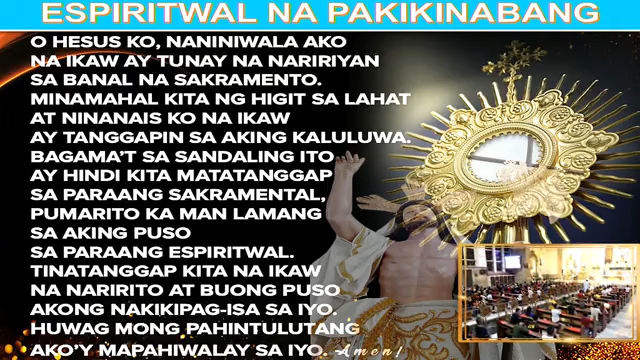 ESPIRITWAL NA PAKIKINABANG
O HESUS KO, NANINIWALA AKO
NA IKAW AY TUNAY NA NARIRIYAN
SA BANAL NA SAKRAMENTO.
MINAMAHAL KITA NG HIGIT SA LAHAT
AT NINANAIS KO NA IKAW
AY TANGGAPIN SA AKING KALULUWA.
BAGAMA'T SA SANDALING ITO
AY HINDI KITA MATATANGGAP
SA PARAANG SAKRAMENTAL,
PUMARITO KA MAN LAMANG
SA AKING PUSO
SA PARAANG ESPIRITWAL.
TINATANGGAP KITA NA IKAW
NA NARIRITO AT BUONG PUSO
AKONG NAKIKIPAG-ISA SA IYO.
HUWAG MONG PAHINTULUTANG
AKO'Y MAPAHIWALAY SA IYO. Amen!